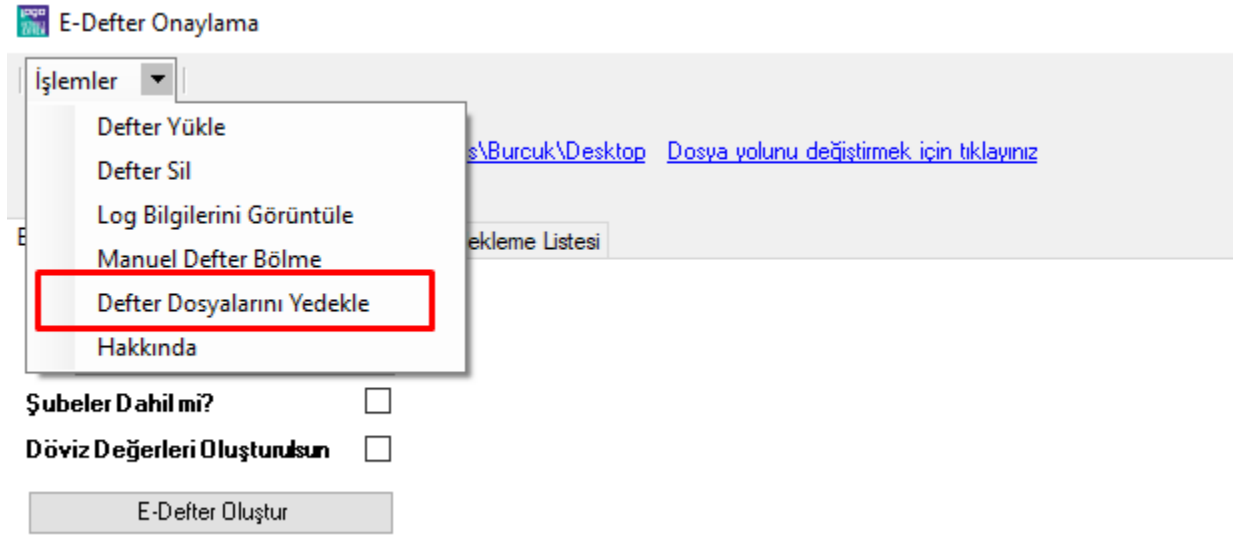 E-Defter Onaylama
İşlemler
Defter Yükle
s\Burcuk\Desktop Dosya yolunu değiştirmek için tıklayınız
Defter Sil
Log Bilgilerini Görüntüle
ekleme Listesi
Manuel Defter Bölme
Defter Dosyalarını Yedekle
Hakkında
Şubeler Dahil mi?
Döviz Değerleri Oluşturulsun
E-Defter Oluştur